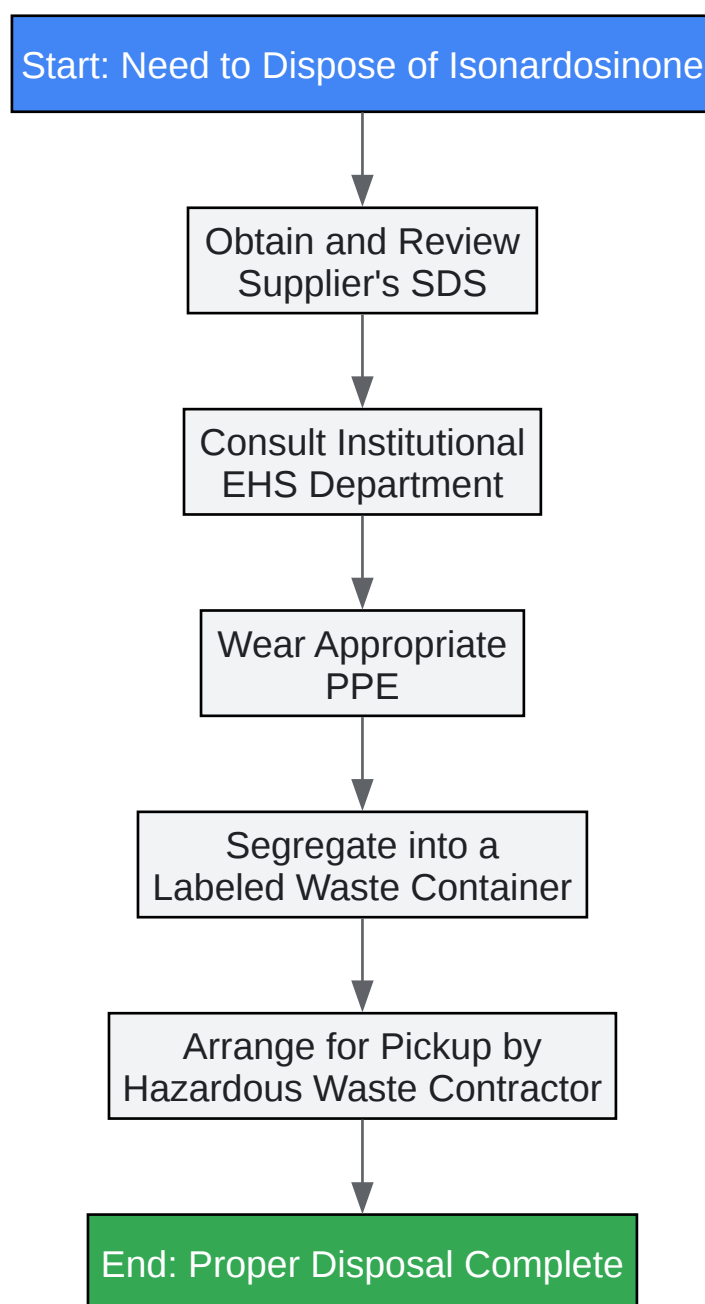 Start: Need to Dispose of Isonardosinone
Obtain and Review
Supplier's SDS
Consult Institutional
EHS Department
Wear Appropriate
PPE
Segregate into a
Labeled Waste Container
Arrange for Pickup by
Hazardous Waste Contractor
End: Proper Disposal Complete